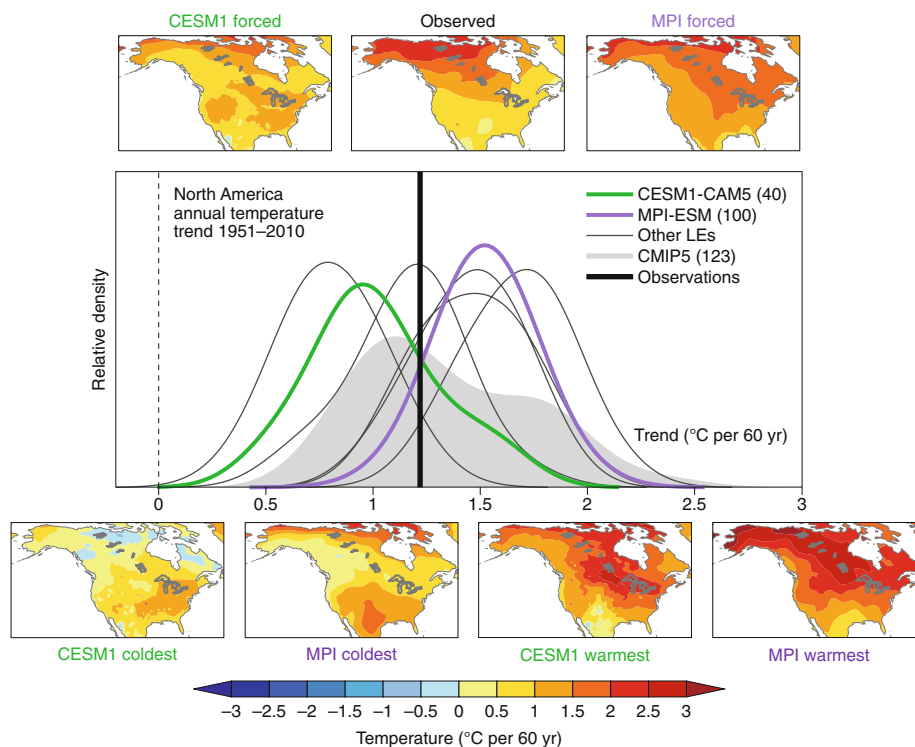 CESM1 forced
Observed
MPI forced
North America
annual temperature
trend 1951–2010
CESM1-CAM5 (40)
MPI-ESM (100)
Other LEs
CMIP5 (123)
Observations
Relative density
Trend (°C per 60 yr)
0 0.5 1 1.5 2 2.5 3
CESM1 coldest
MPI coldest
CESM1 warmest
MPI warmest
−3 −2.5 −2 −1.5 −1 −0.5 0 0.5 1 1.5 2 2.5 3
Temperature (°C per 60 yr)